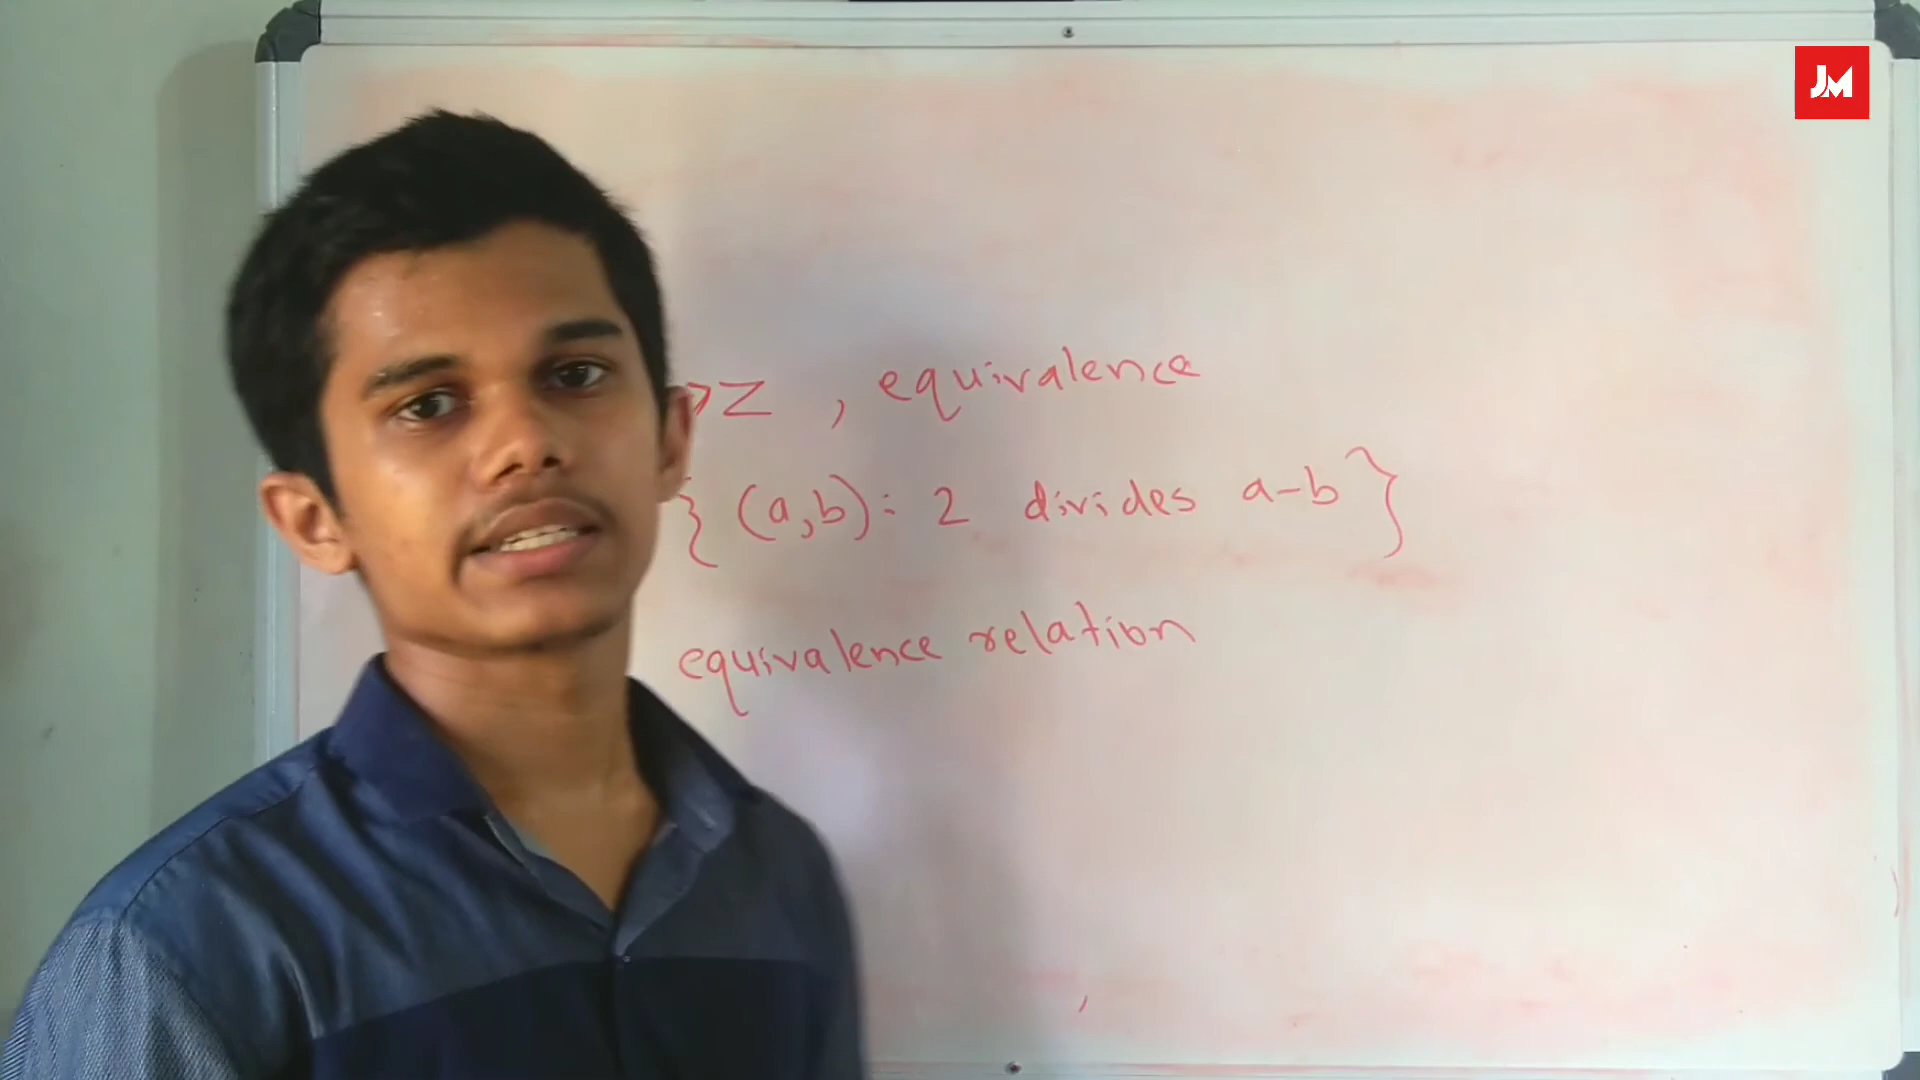 JM
→Z , equivalence
{ (a,b): 2 divides a-b }
equivalence relation